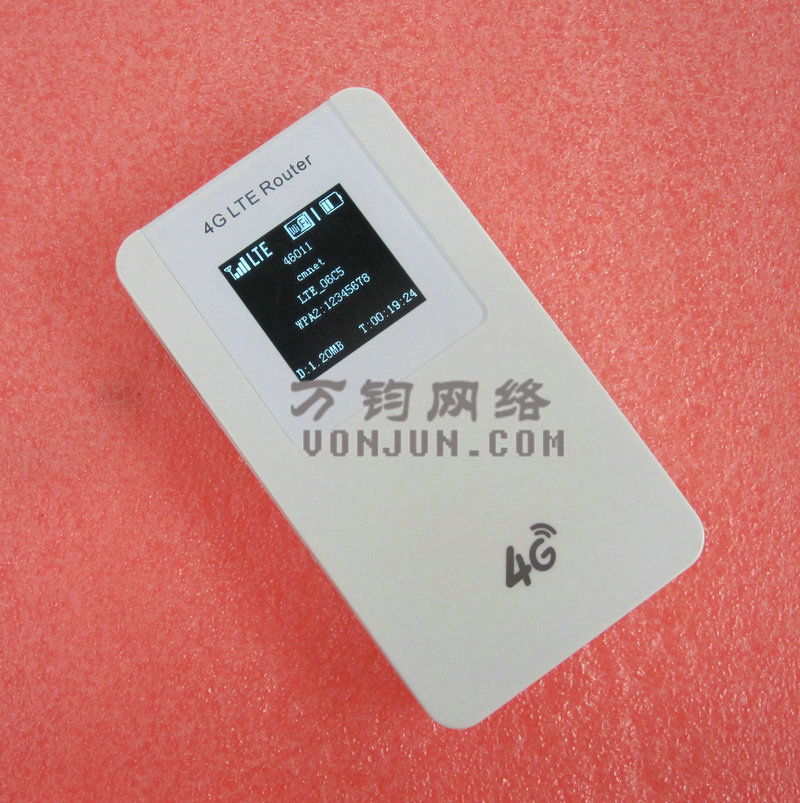 4G LTE Router
LTE WiFi
46011
cmnet
LTE_06C5
WPA2:12345678
D:1.20MB T:00:19:24
万钧网络
VONJUN.COM
4G